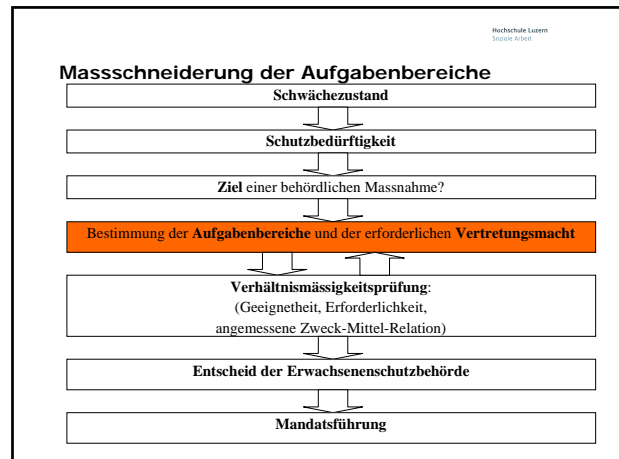 Hochschule Luzern
Soziale Arbeit
Massschneiderung der Aufgabenbereiche
Schwächezustand
Schutzbedürftigkeit
Ziel einer behördlichen Massnahme?
Bestimmung der Aufgabenbereiche und der erforderlichen Vertretungsmacht
Verhältnismässigkeitsprüfung:
(Geeignetheit, Erforderlichkeit,
angemessene Zweck-Mittel-Relation)
Entscheid der Erwachsenenschutzbehörde
Mandatsführung